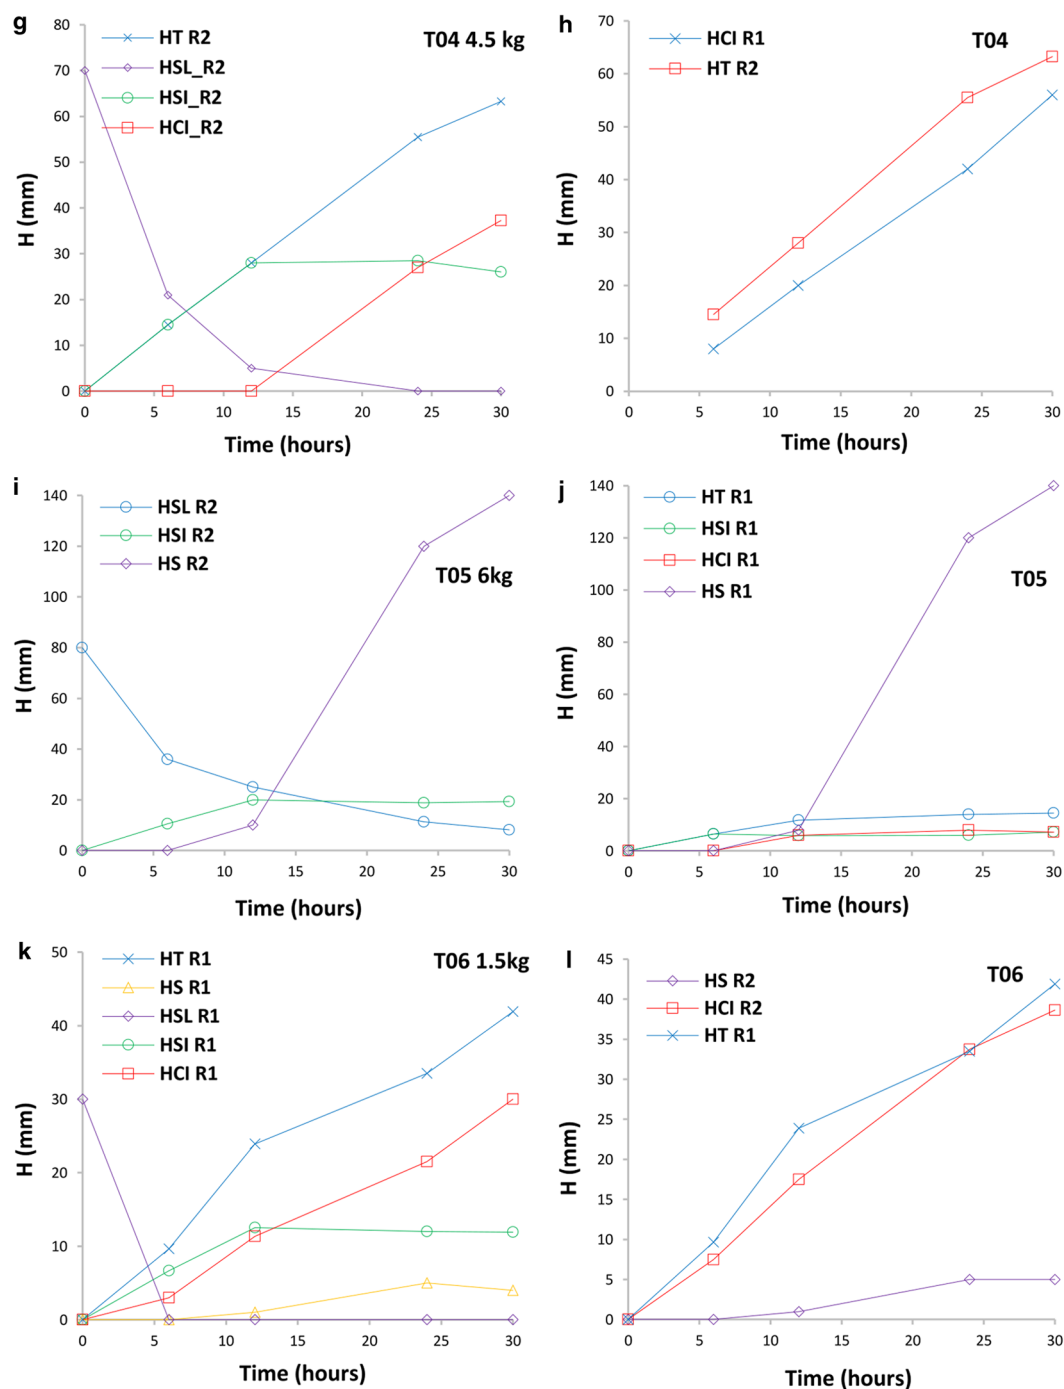 g
T04 4.5 kg
HT R2
HSL_R2
HSI_R2
HCI_R2
H (mm)
80
70
60
50
40
30
20
10
0
0 5 10 15 20 25 30
Time (hours)
h
T04
HCI R1
HT R2
H (mm)
70
60
50
40
30
20
10
0
0 5 10 15 20 25 30
Time (hours)
i
HSL R2
HSI R2
HS R2
T05 6kg
H (mm)
140
120
100
80
60
40
20
0
0 5 10 15 20 25 30
Time (hours)
j
HT R1
HSI R1
HCI R1
HS R1
T05
H (mm)
140
120
100
80
60
40
20
0
0 5 10 15 20 25 30
Time (hours)
k
HT R1
HS R1
HSL R1
HSI R1
HCI R1
T06 1.5kg
H (mm)
50
40
30
20
10
0
0 5 10 15 20 25 30
Time (hours)
l
T06
HS R2
HCI R2
HT R1
H (mm)
45
40
35
30
25
20
15
10
5
0
0 5 10 15 20 25 30
Time (hours)